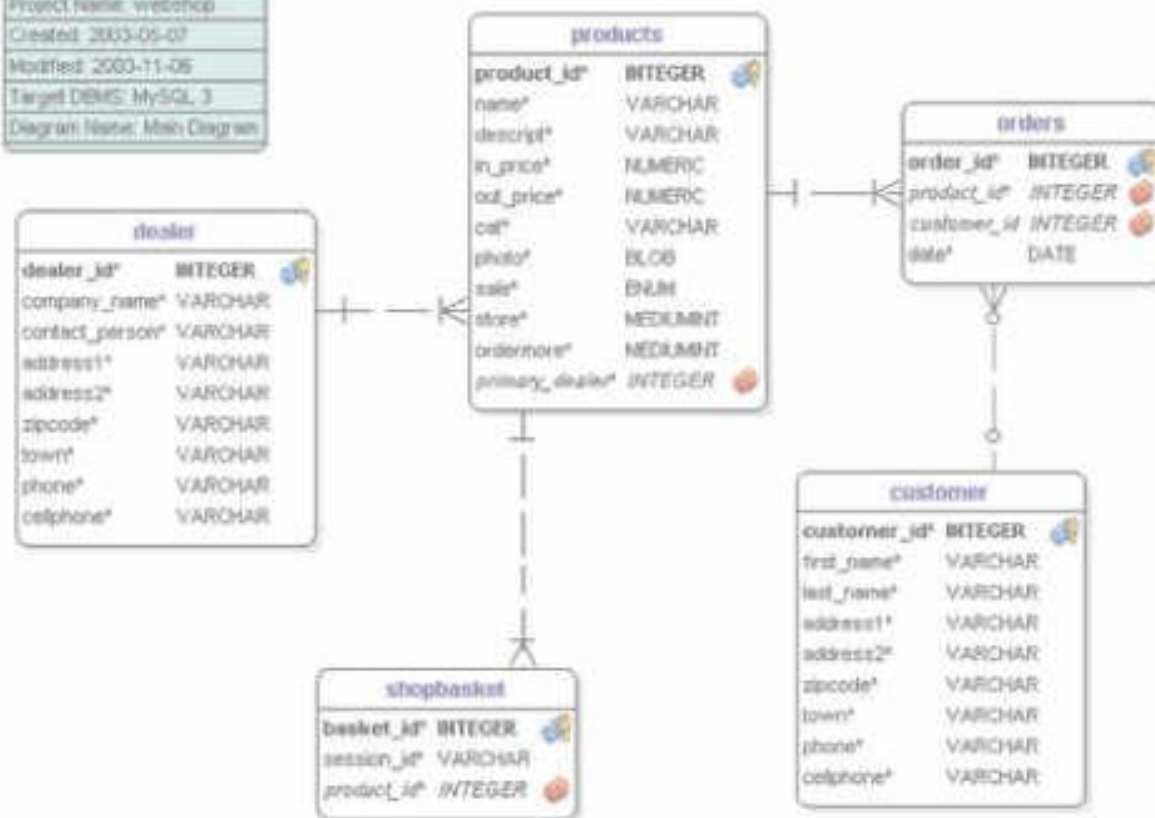 Project Name: webshop
Created: 2003-05-07
Modified: 2003-11-06
Target DBMS: MySQL 3
Diagram Name: Main Diagram
products
product_id* INTEGER
name* VARCHAR
descript* VARCHAR
in_price* NUMERIC
out_price* NUMERIC
cat* VARCHAR
photo* BLOB
sale* ENUM
store* MEDIUMINT
ordermore* MEDIUMINT
primary_dealer* INTEGER
orders
order_id* INTEGER
product_id* INTEGER
customer_id INTEGER
date* DATE
dealer
dealer_id* INTEGER
company_name* VARCHAR
contact_person* VARCHAR
address1* VARCHAR
address2* VARCHAR
zipcode* VARCHAR
town* VARCHAR
phone* VARCHAR
cellphone* VARCHAR
customer
customer_id* INTEGER
first_name* VARCHAR
last_name* VARCHAR
address1* VARCHAR
address2* VARCHAR
zipcode* VARCHAR
town* VARCHAR
phone* VARCHAR
cellphone* VARCHAR
shopbasket
basket_id* INTEGER
session_id* VARCHAR
product_id* INTEGER